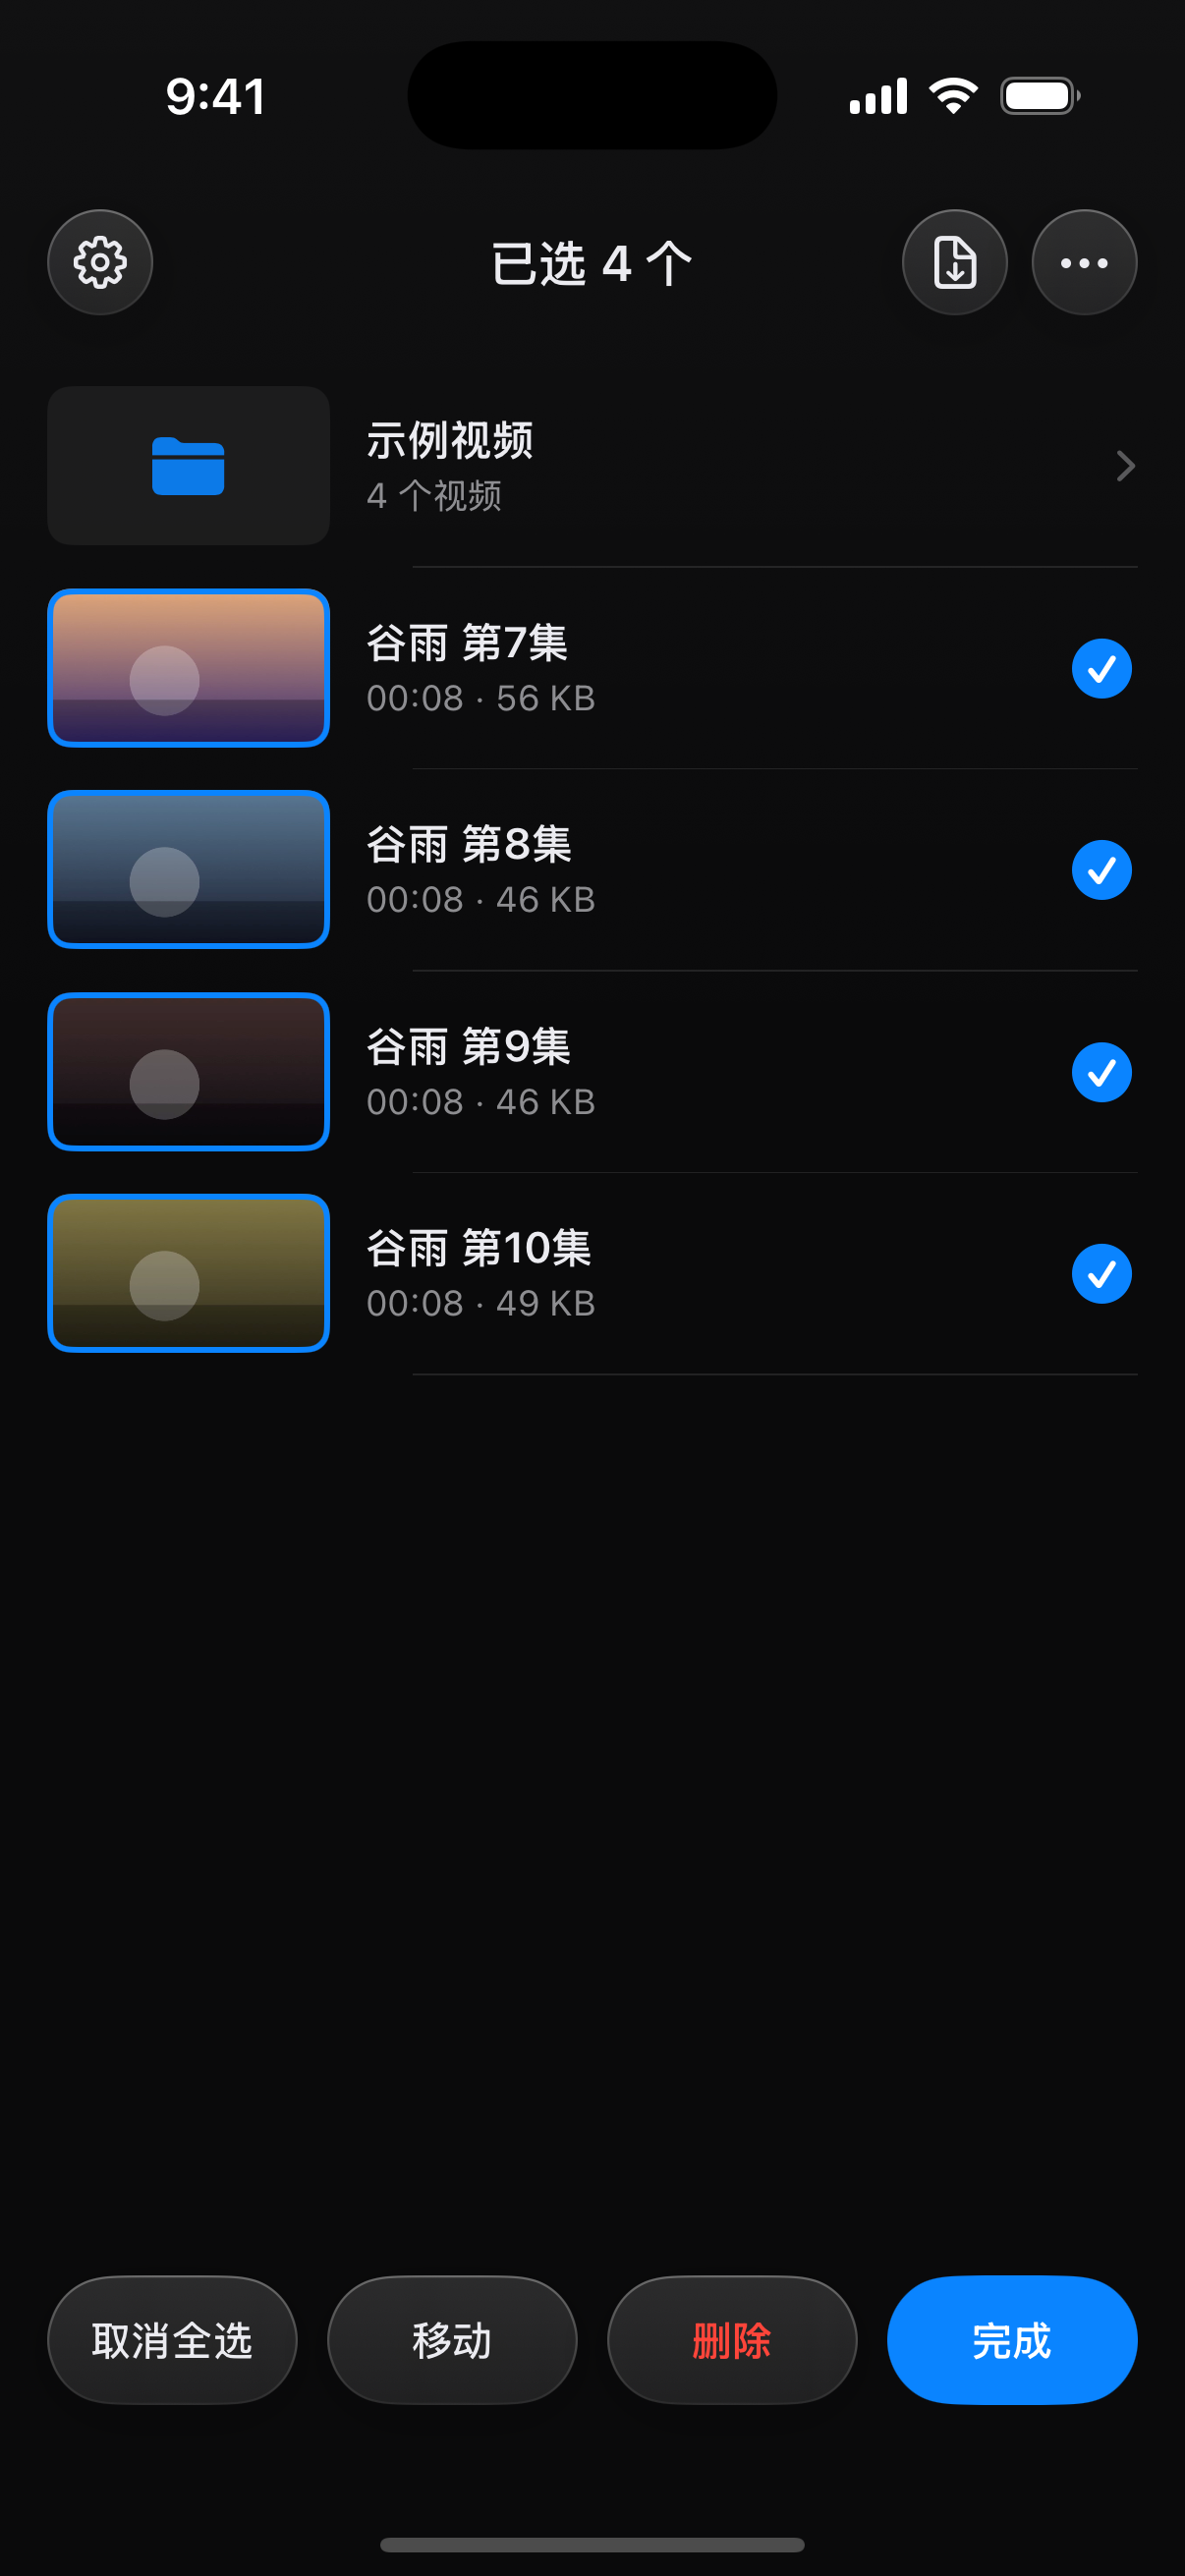 9:41
已选 4 个
示例视频
4 个视频
谷雨 第7集
00:08 · 56 KB
谷雨 第8集
00:08 · 46 KB
谷雨 第9集
00:08 · 46 KB
谷雨 第10集
00:08 · 49 KB
取消全选 移动 删除 完成